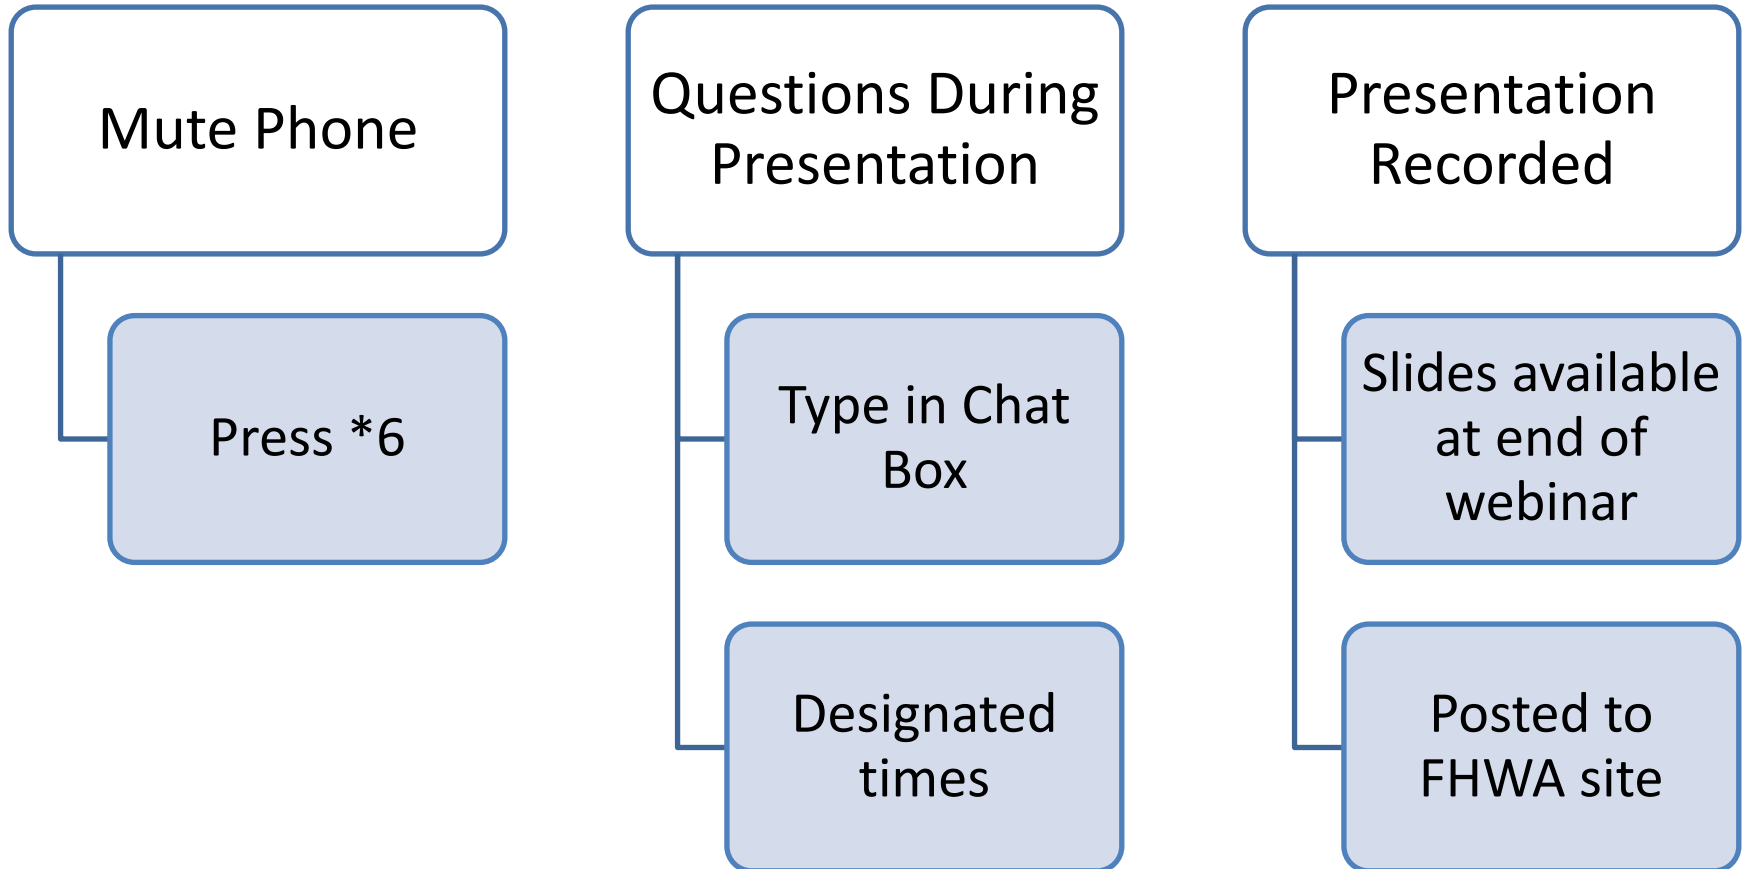 Mute Phone
Press *6
Questions During
Presentation
Type in Chat
Box
Designated
times
Presentation
Recorded
Slides available
at end of
webinar
Posted to
FHWA site